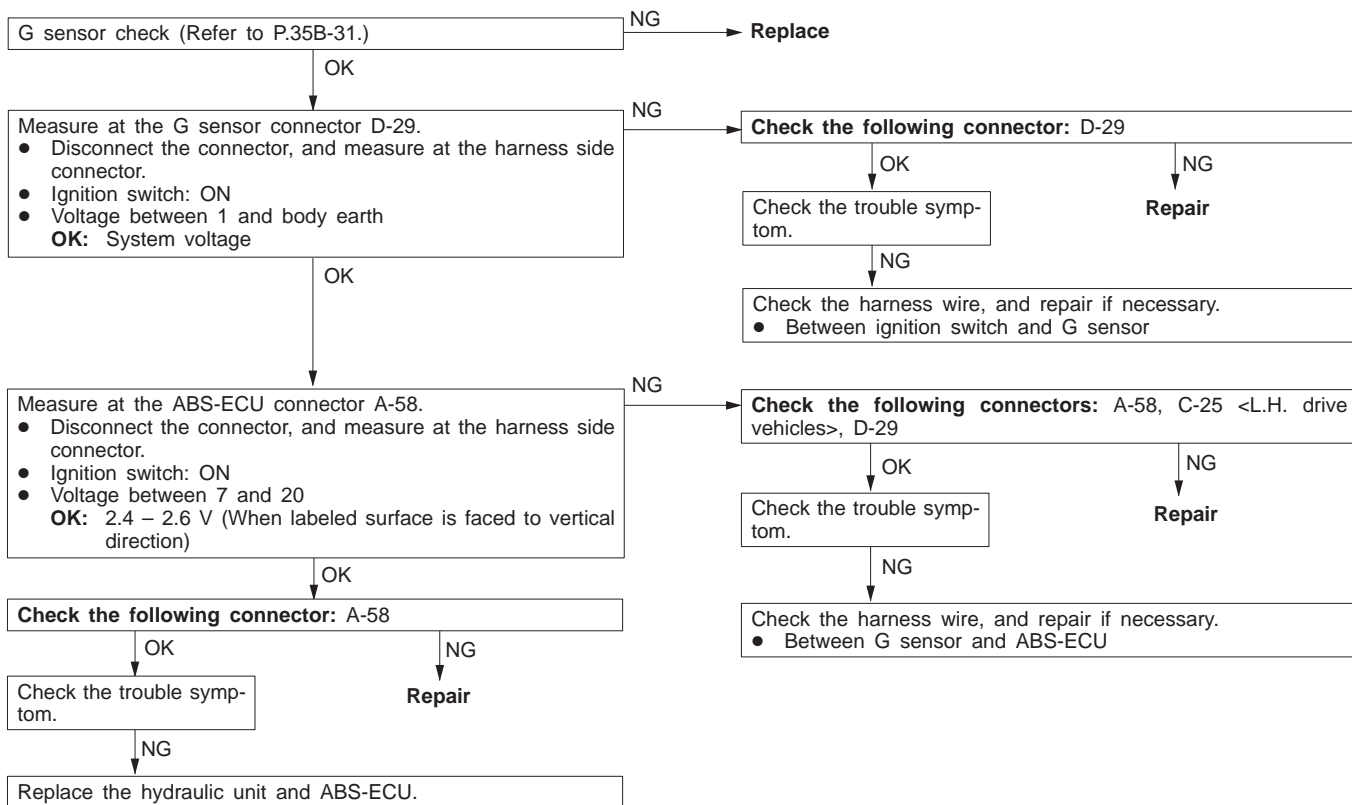 G sensor check (Refer to P.35B-31.)
NG
Replace
OK
Measure at the G sensor connector D-29.
● Disconnect the connector, and measure at the harness side
connector.
● Ignition switch: ON
● Voltage between 1 and body earth
OK: System voltage
NG
Check the following connector: D-29
OK
NG
Check the trouble symp-
tom.
Repair
NG
Check the harness wire, and repair if necessary.
● Between ignition switch and G sensor
OK
Measure at the ABS-ECU connector A-58.
● Disconnect the connector, and measure at the harness side
connector.
● Ignition switch: ON
● Voltage between 7 and 20
OK: 2.4 – 2.6 V (When labeled surface is faced to vertical
direction)
NG
Check the following connectors: A-58, C-25 <L.H. drive
vehicles>, D-29
OK
NG
Check the trouble symp-
tom.
Repair
NG
Check the harness wire, and repair if necessary.
● Between G sensor and ABS-ECU
OK
Check the following connector: A-58
OK
NG
Check the trouble symp-
tom.
Repair
NG
Replace the hydraulic unit and ABS-ECU.